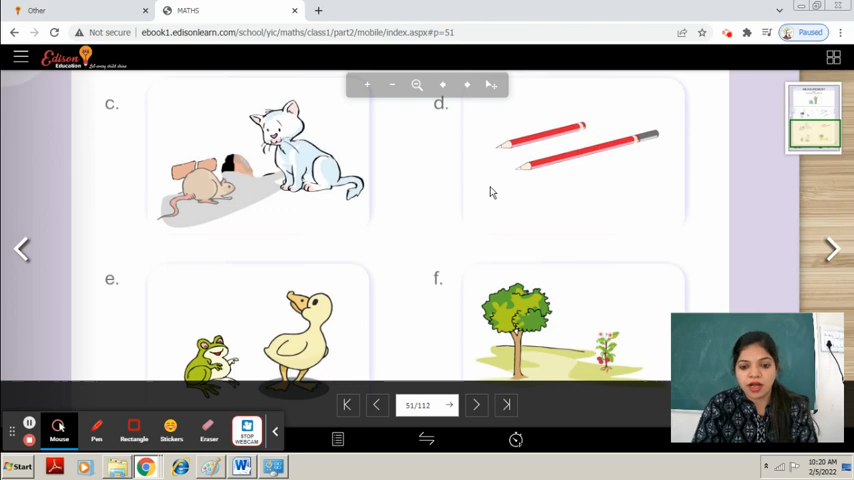 Other
MATHS
Not secure
ebook1.edisonlearn.com/school/yic/maths/class1/part2/mobile/index.aspx#p=51
Paused
Edison
Education
c.
d.
e.
f.
51/112
Mouse
Pen
Rectangle
Stickers
Eraser
STOP
WEBCAM
Start
10:20 AM
2/5/2022